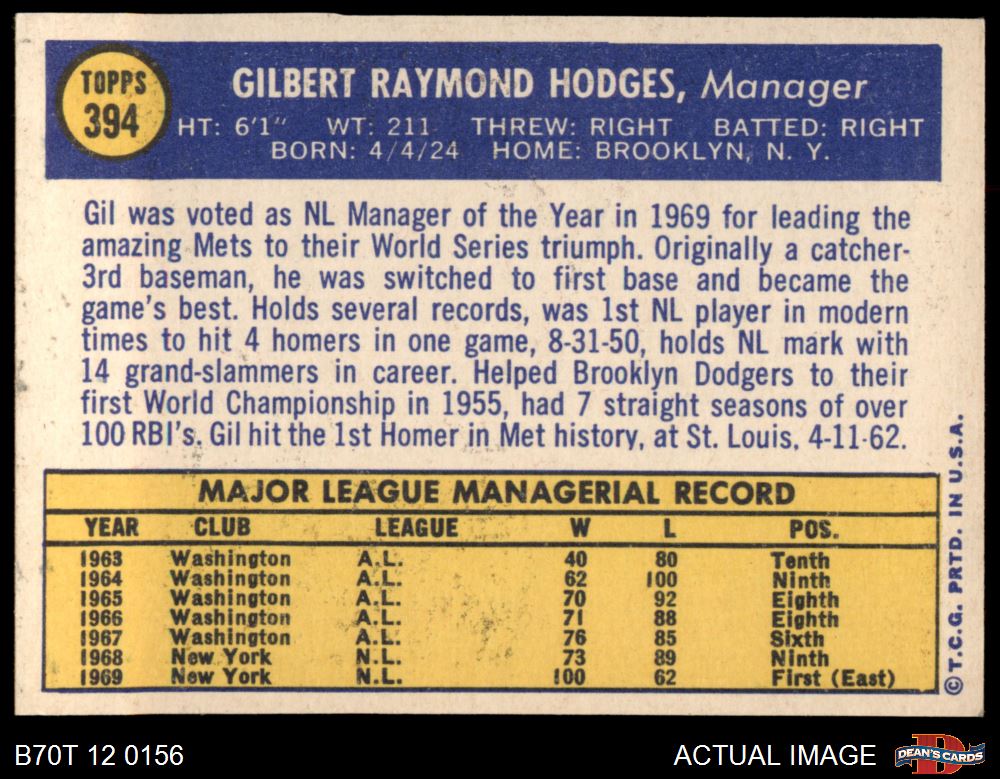 TOPPS
394
GILBERT RAYMOND HODGES, Manager
HT: 6'1" WT: 211 THREW: RIGHT BATTED: RIGHT
BORN: 4/4/24 HOME: BROOKLYN, N. Y.
Gil was voted as NL Manager of the Year in 1969 for leading the
amazing Mets to their World Series triumph. Originally a catcher-
3rd baseman, he was switched to first base and became the
game's best. Holds several records, was 1st NL player in modern
times to hit 4 homers in one game, 8-31-50, holds NL mark with
14 grand-slammers in career. Helped Brooklyn Dodgers to their
first World Championship in 1955, had 7 straight seasons of over
100 RBI's. Gil hit the 1st Homer in Met history, at St. Louis, 4-11-62.
MAJOR LEAGUE MANAGERIAL RECORD
YEAR CLUB LEAGUE W L POS.
1963 Washington A.L. 40 80 Tenth
1964 Washington A.L. 62 100 Ninth
1965 Washington A.L. 70 92 Eighth
1966 Washington A.L. 71 88 Eighth
1967 Washington A.L. 76 85 Sixth
1968 New York N.L. 73 89 Ninth
1969 New York N.L. 100 62 First (East)
© T.C.G. PRTD. IN U.S.A.
B70T 12 0156
ACTUAL IMAGE
DEAN'S CARDS